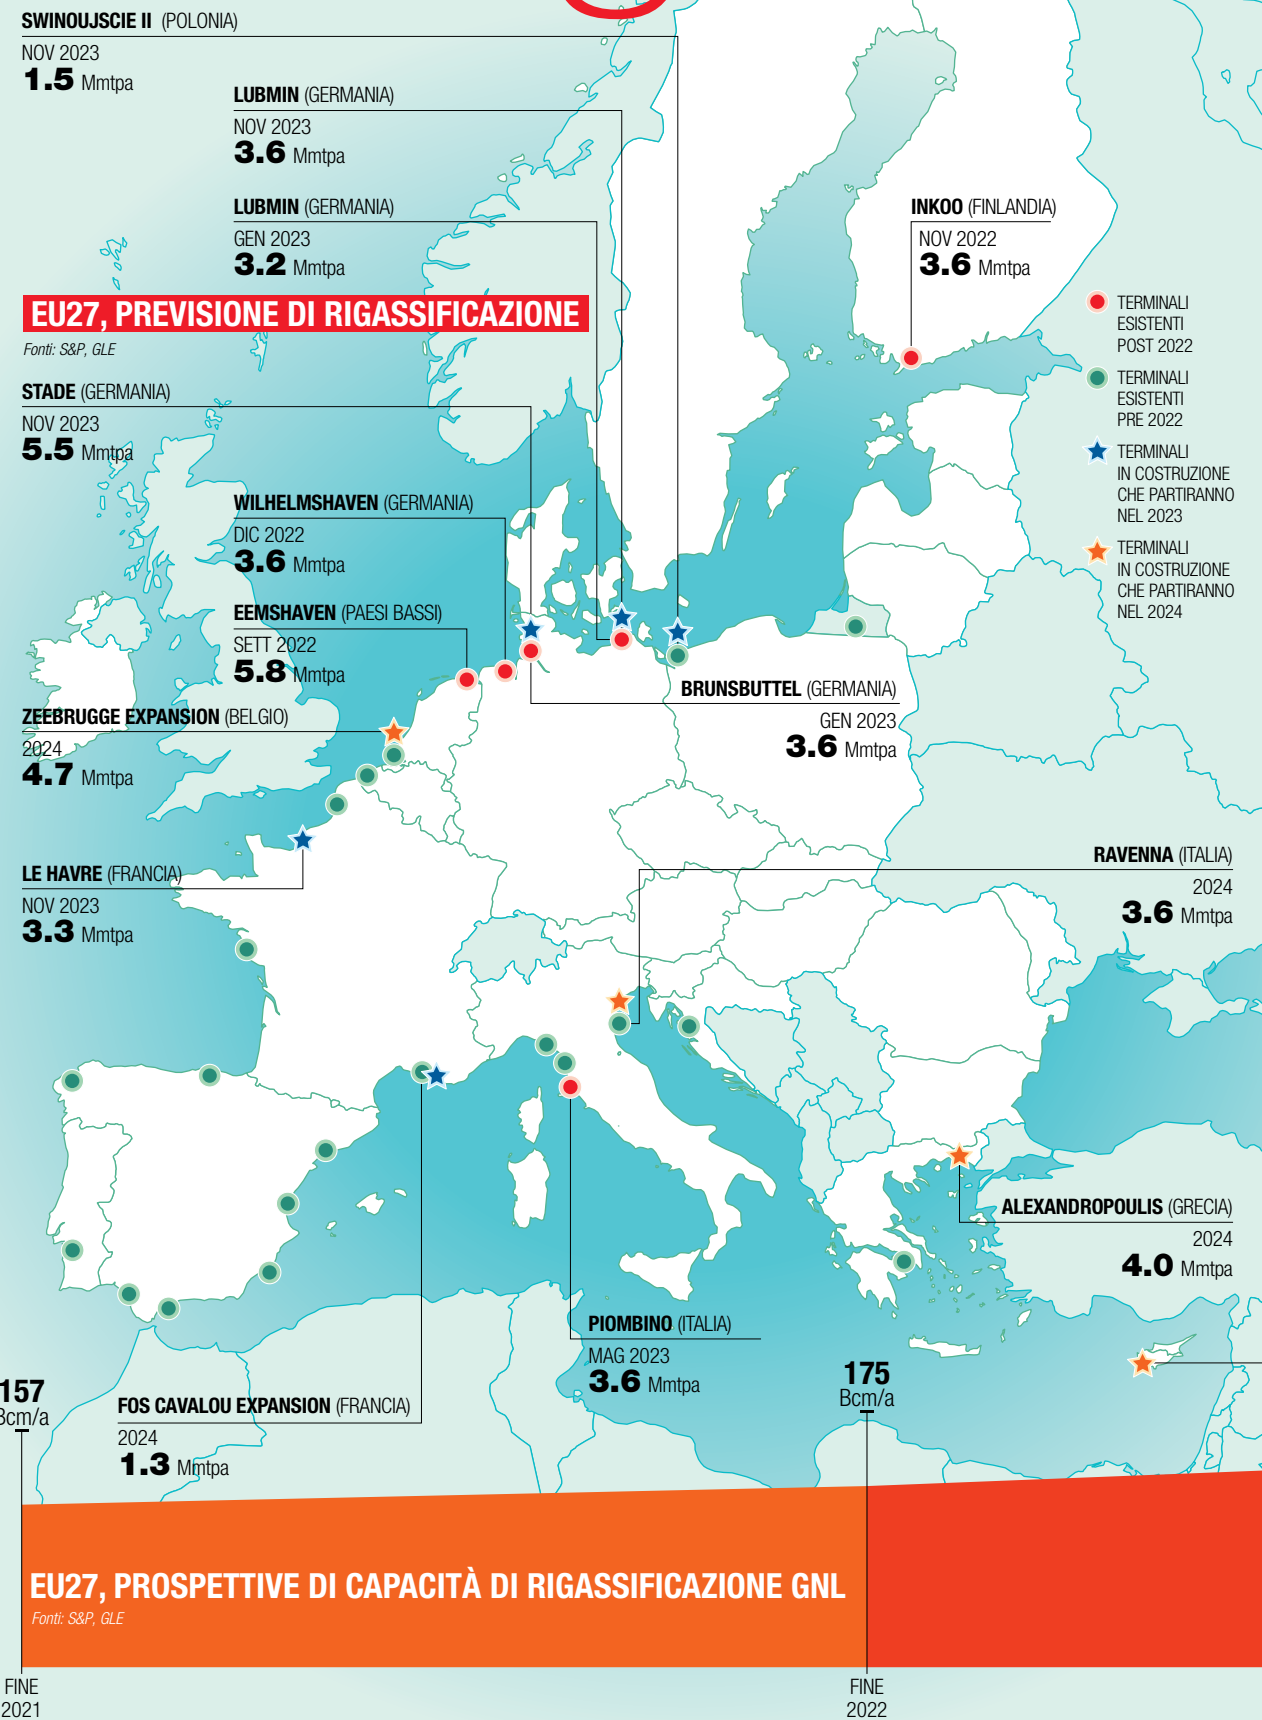 SWINOUJSCIE II (POLONIA)
NOV 2023
1.5 Mmtpa
LUBMIN (GERMANIA)
NOV 2023
3.6 Mmtpa
LUBMIN (GERMANIA)
GEN 2023
3.2 Mmtpa
INKOO (FINLANDIA)
NOV 2022
3.6 Mmtpa
EU27, PREVISIONE DI RIGASSIFICAZIONE
Fonti: S&P, GLE
TERMINALI
ESISTENTI
POST 2022
TERMINALI
ESISTENTI
PRE 2022
TERMINALI
IN COSTRUZIONE
CHE PARTIRANNO
NEL 2023
TERMINALI
IN COSTRUZIONE
CHE PARTIRANNO
NEL 2024
STADE (GERMANIA)
NOV 2023
5.5 Mmtpa
WILHELMSHAVEN (GERMANIA)
DIC 2022
3.6 Mmtpa
EEMSHAVEN (PAESI BASSI)
SETT 2022
5.8 Mmtpa
BRUNSBUTTEL (GERMANIA)
GEN 2023
3.6 Mmtpa
ZEEBRUGGE EXPANSION (BELGIO)
2024
4.7 Mmtpa
LE HAVRE (FRANCIA)
NOV 2023
3.3 Mmtpa
RAVENNA (ITALIA)
2024
3.6 Mmtpa
ALEXANDROPOULIS (GRECIA)
2024
4.0 Mmtpa
PIOMBINO (ITALIA)
MAG 2023
3.6 Mmtpa
FOS CAVALOU EXPANSION (FRANCIA)
2024
1.3 Mmtpa
157
Bcm/a
175
Bcm/a
EU27, PROSPETTIVE DI CAPACITÀ DI RIGASSIFICAZIONE GNL
Fonti: S&P, GLE
FINE
2021
FINE
2022